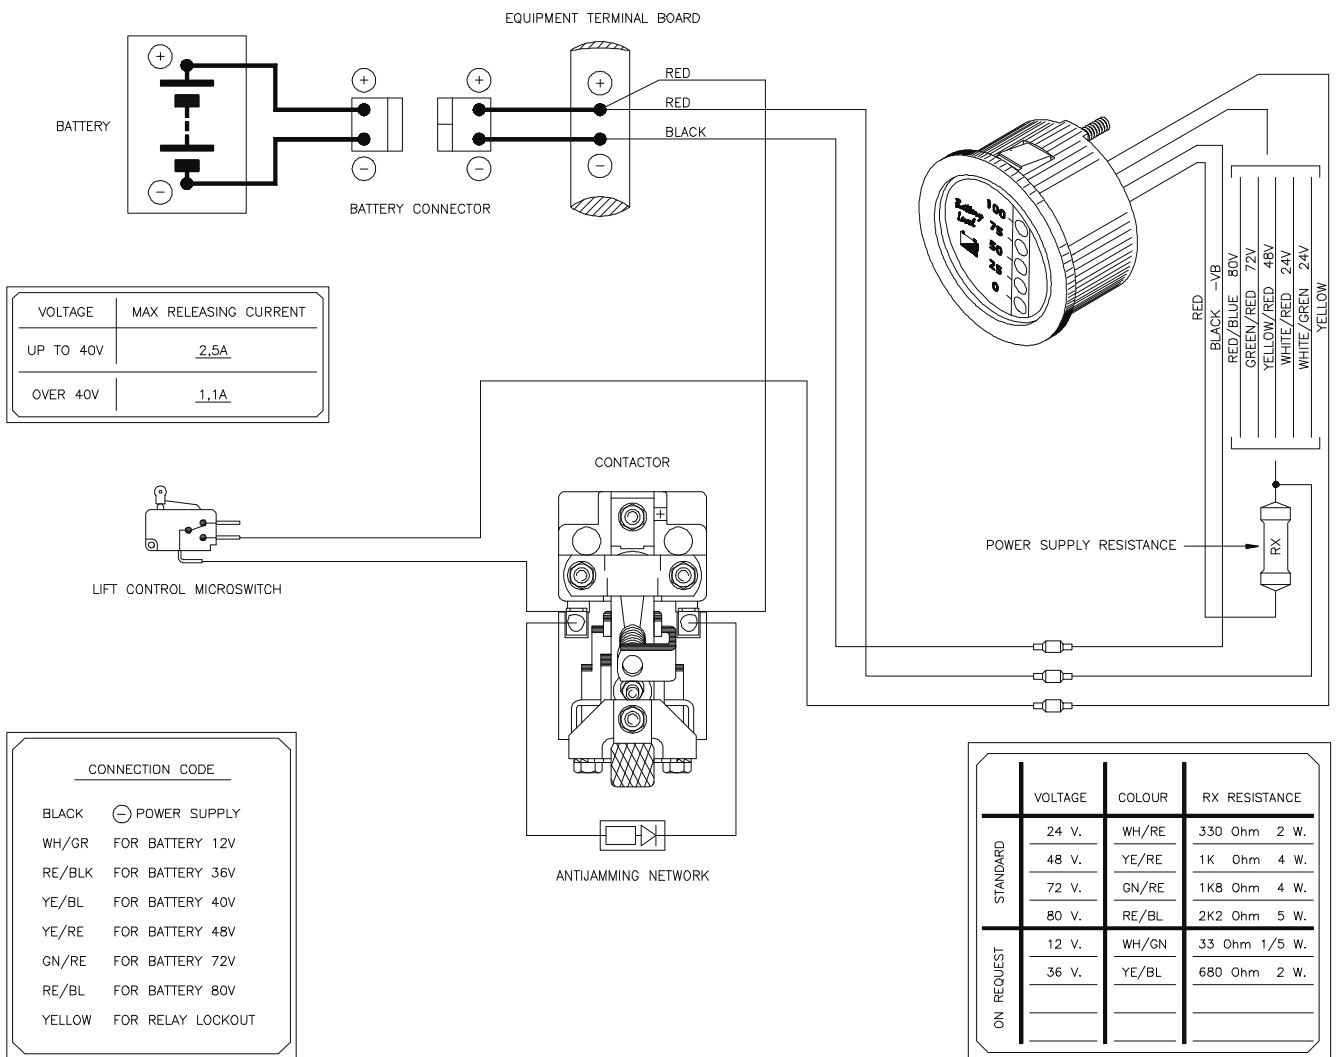 EQUIPMENT TERMINAL BOARD
+ + + +
RED
RED
BLACK
BATTERY
− − − −
BATTERY CONNECTOR
Battery
Level
100
75
50
25
0
RED
BLACK −VB
RED/BLUE 80V
GREEN/RED 72V
YELLOW/RED 48V
WHITE/RED 24V
WHITE/GREN 24V
YELLOW
VOLTAGE MAX RELEASING CURRENT
UP TO 40V 2,5A
OVER 40V 1,1A
CONTACTOR
+
LIFT CONTROL MICROSWITCH
POWER SUPPLY RESISTANCE
RX
ANTIJAMMING NETWORK
CONNECTION CODE
BLACK − POWER SUPPLY
WH/GR FOR BATTERY 12V
RE/BLK FOR BATTERY 36V
YE/BL FOR BATTERY 40V
YE/RE FOR BATTERY 48V
GN/RE FOR BATTERY 72V
RE/BL FOR BATTERY 80V
YELLOW FOR RELAY LOCKOUT
VOLTAGE COLOUR RX RESISTANCE
STANDARD
24 V. WH/RE 330 Ohm 2 W.
48 V. YE/RE 1K Ohm 4 W.
72 V. GN/RE 1K8 Ohm 4 W.
80 V. RE/BL 2K2 Ohm 5 W.
ON REQUEST
12 V. WH/GN 33 Ohm 1/5 W.
36 V. YE/BL 680 Ohm 2 W.